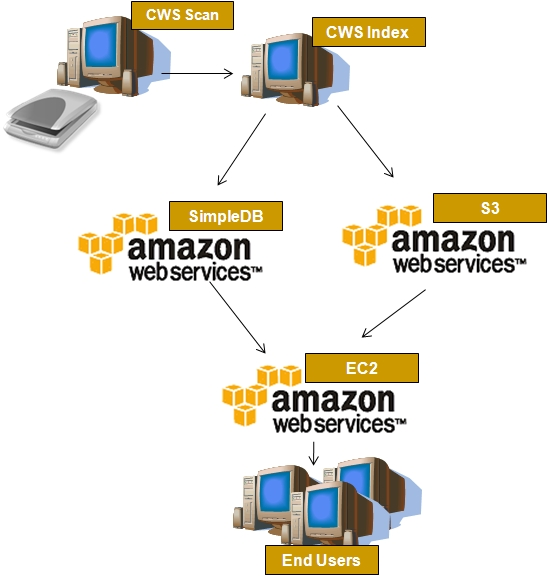 CWS Scan
CWS Index
SimpleDB
amazon
webservices™
S3
amazon
webservices™
EC2
amazon
webservices™
End Users